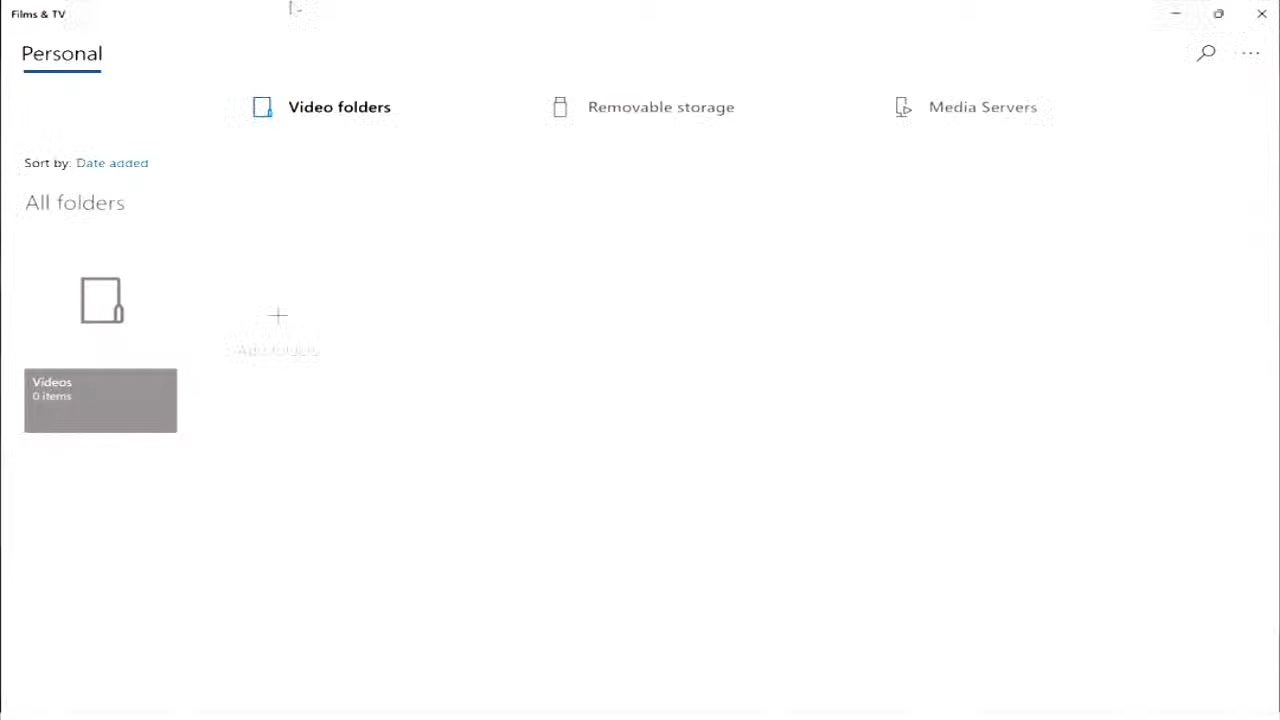 Films & TV
Personal
Video folders
Removable storage
Media Servers
Sort by: Date added
All folders
Videos
0 items